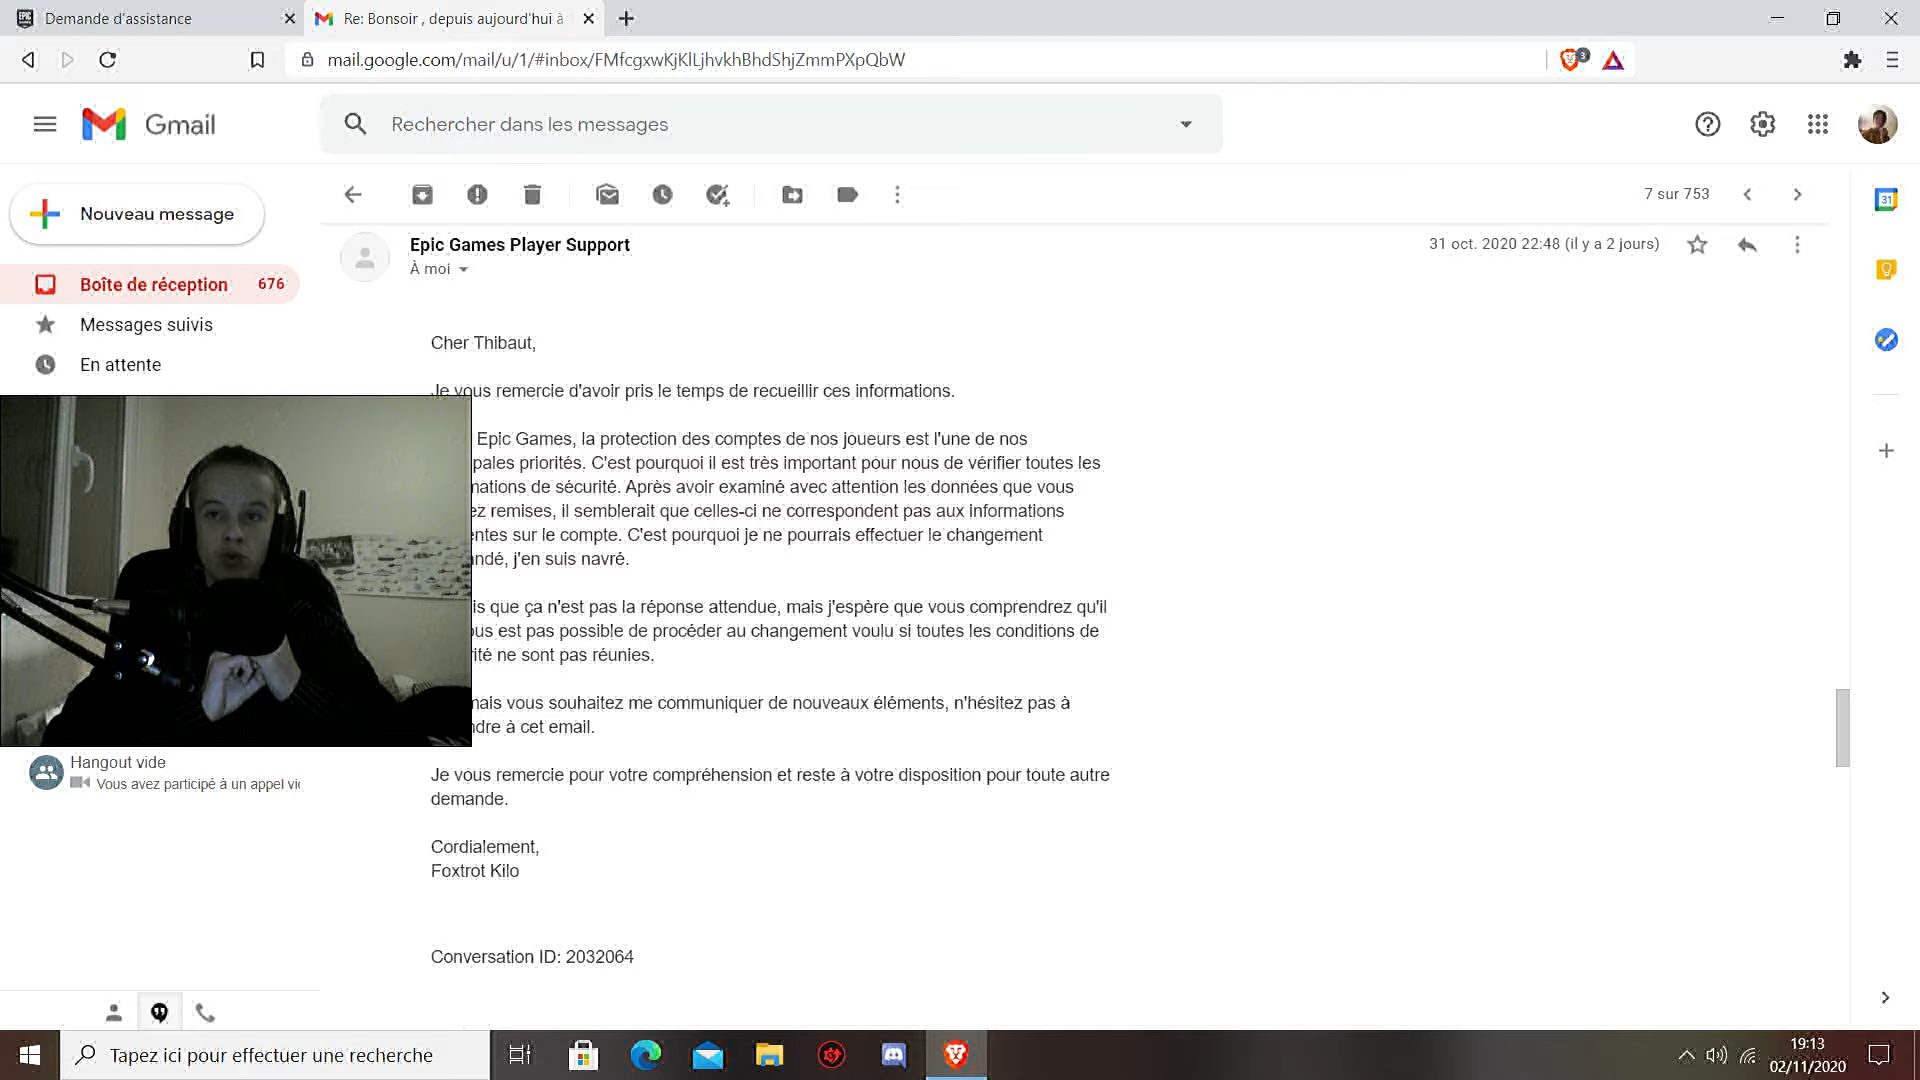 Demande d'assistance
Re: Bonsoir , depuis aujourd'hui à
mail.google.com/mail/u/1/#inbox/FMfcgxwKjKlLjhvkhBhdShjZmmPXpQbW
3
Gmail
Rechercher dans les messages
Nouveau message
7 sur 753
31
Epic Games Player Support
31 oct. 2020 22:48 (il y a 2 jours)
À moi
Boîte de réception 676
Messages suivis
En attente
Cher Thibaut,
Je vous remercie d'avoir pris le temps de recueillir ces informations.
Epic Games, la protection des comptes de nos joueurs est l'une de nos
pales priorités. C'est pourquoi il est très important pour nous de vérifier toutes les
mations de sécurité. Après avoir examiné avec attention les données que vous
ez remises, il semblerait que celles-ci ne correspondent pas aux informations
entes sur le compte. C'est pourquoi je ne pourrais effectuer le changement
ndé, j'en suis navré.
is que ça n'est pas la réponse attendue, mais j'espère que vous comprendrez qu'il
ous est pas possible de procéder au changement voulu si toutes les conditions de
rité ne sont pas réunies.
mais vous souhaitez me communiquer de nouveaux éléments, n'hésitez pas à
ndre à cet email.
Je vous remercie pour votre compréhension et reste à votre disposition pour toute autre
demande.
Cordialement,
Foxtrot Kilo
Conversation ID: 2032064
Hangout vide
Vous avez participé à un appel vi
Tapez ici pour effectuer une recherche
19:13
02/11/2020